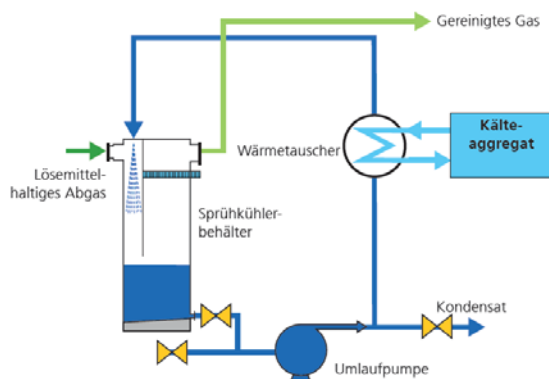 Gereinigtes Gas
Wärmetauscher
Kälte-
aggregat
Lösemittel-
haltiges Abgas
Sprühkühler-
behälter
Kondensat
Umlaufpumpe